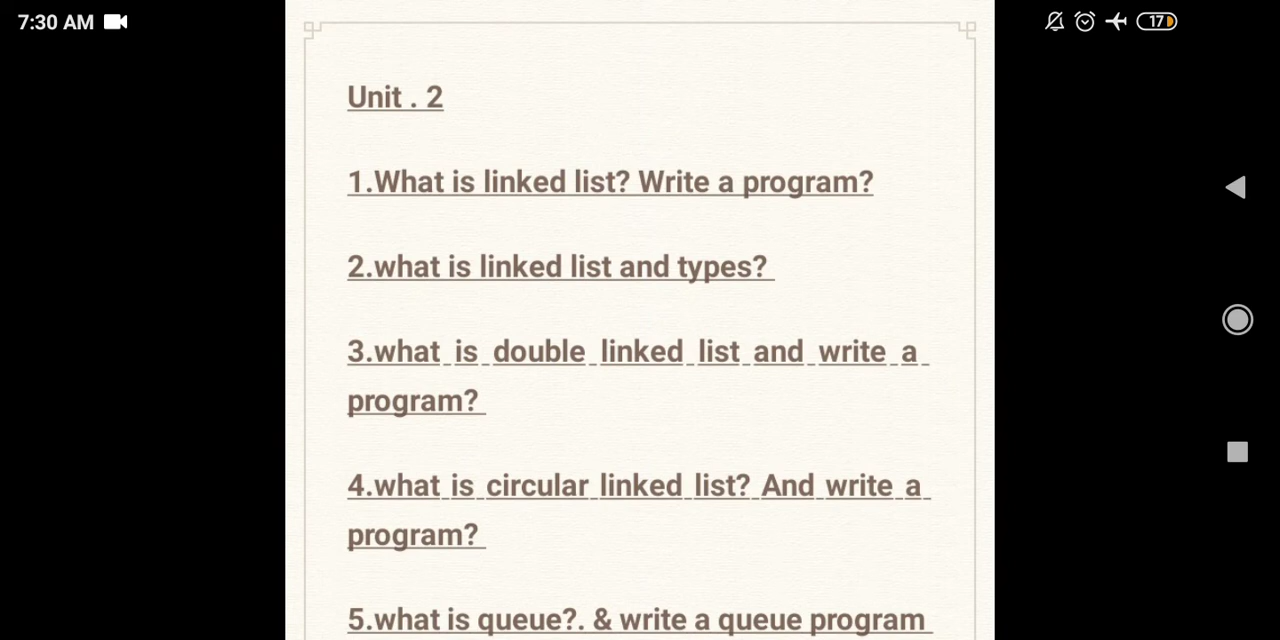 7:30 AM
17
Unit . 2
1.What is linked list? Write a program?
2.what is linked list and types?
3.what is double linked list and write a
program?
4.what is circular linked list? And write a
program?
5.what is queue?. & write a queue program